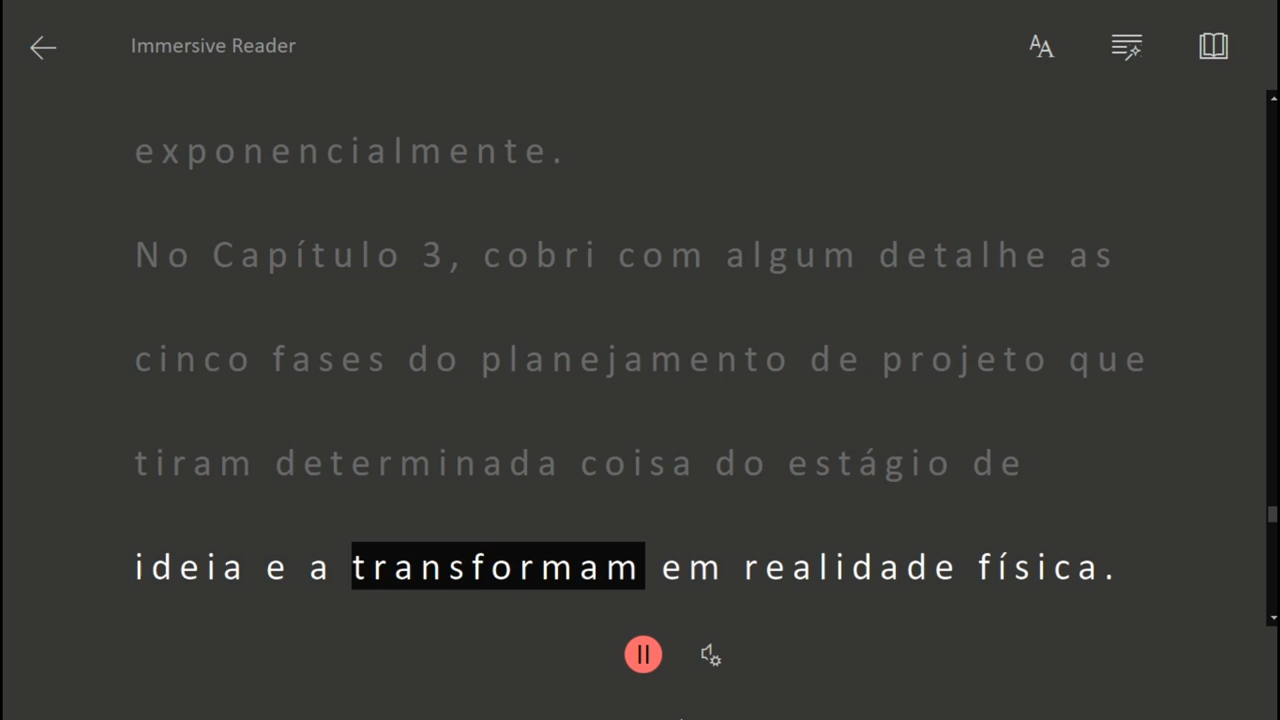 Immersive Reader
exponencialmente.
No Capítulo 3, cobri com algum detalhe as
cinco fases do planejamento de projeto que
tiram determinada coisa do estágio de
ideia e a transformam em realidade física.